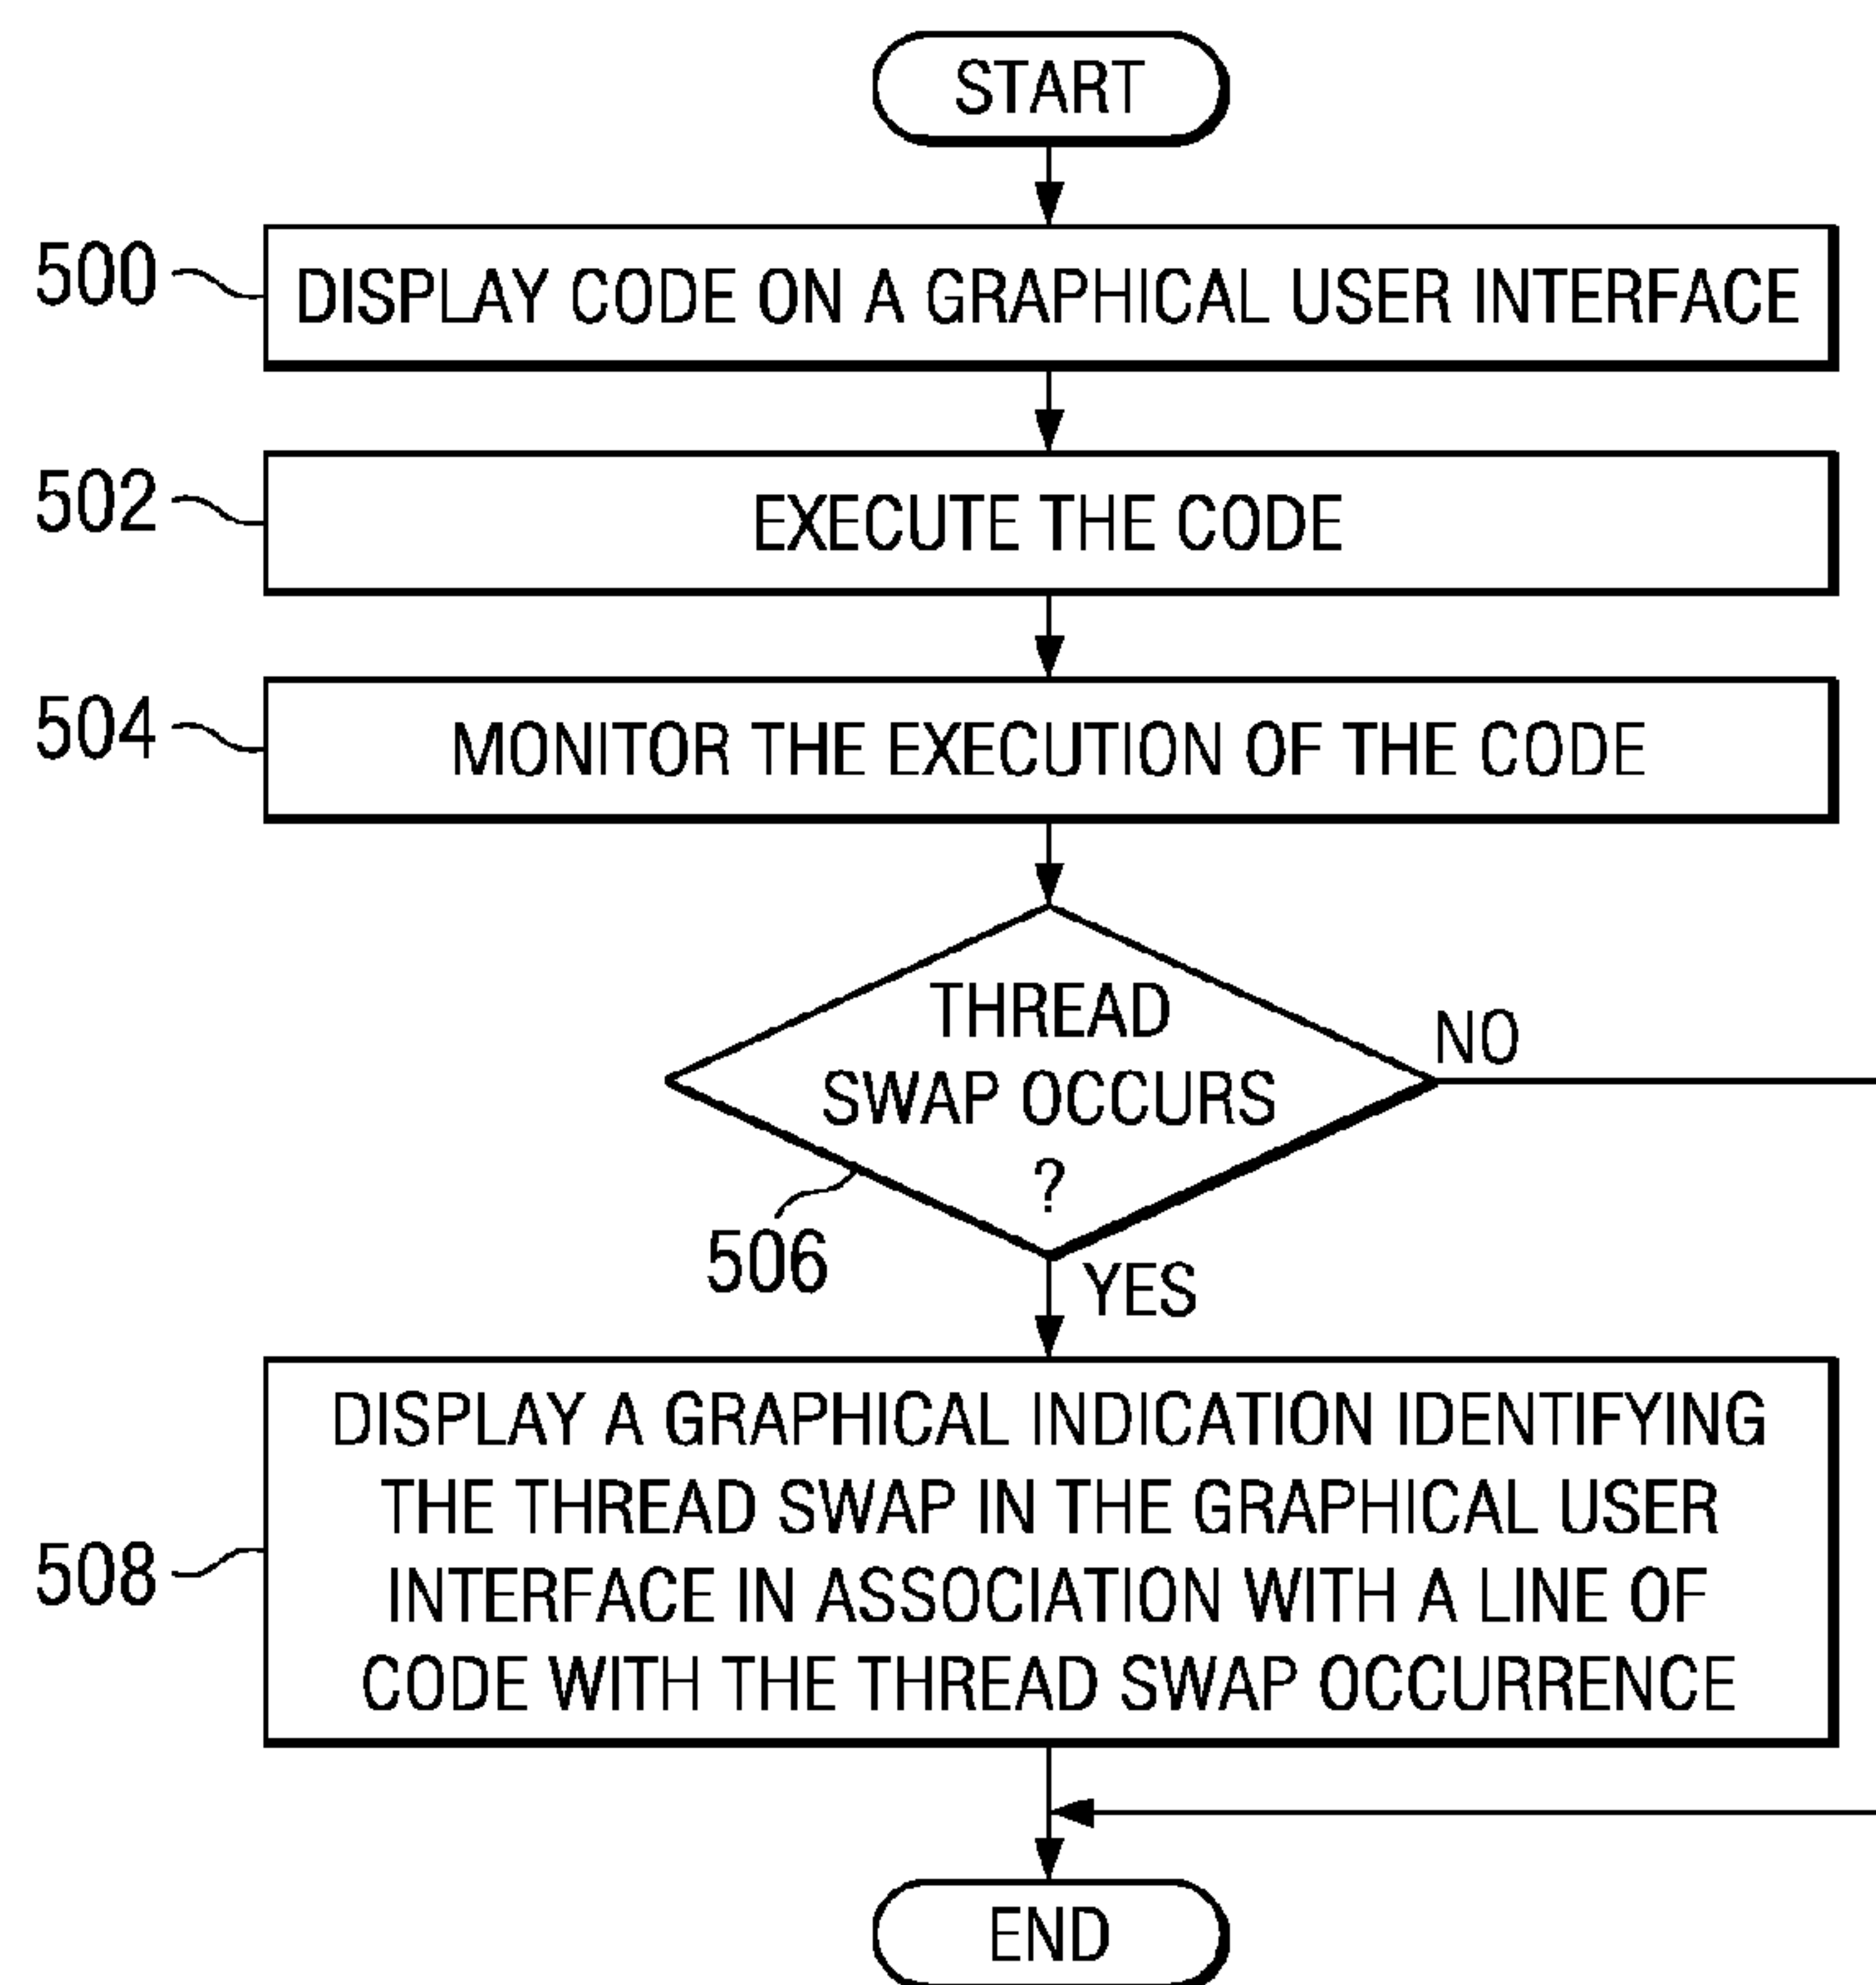 START
500
DISPLAY CODE ON A GRAPHICAL USER INTERFACE
502
EXECUTE THE CODE
504
MONITOR THE EXECUTION OF THE CODE
THREAD
SWAP OCCURS
?
NO
506
YES
508
DISPLAY A GRAPHICAL INDICATION IDENTIFYING
THE THREAD SWAP IN THE GRAPHICAL USER
INTERFACE IN ASSOCIATION WITH A LINE OF
CODE WITH THE THREAD SWAP OCCURRENCE
END